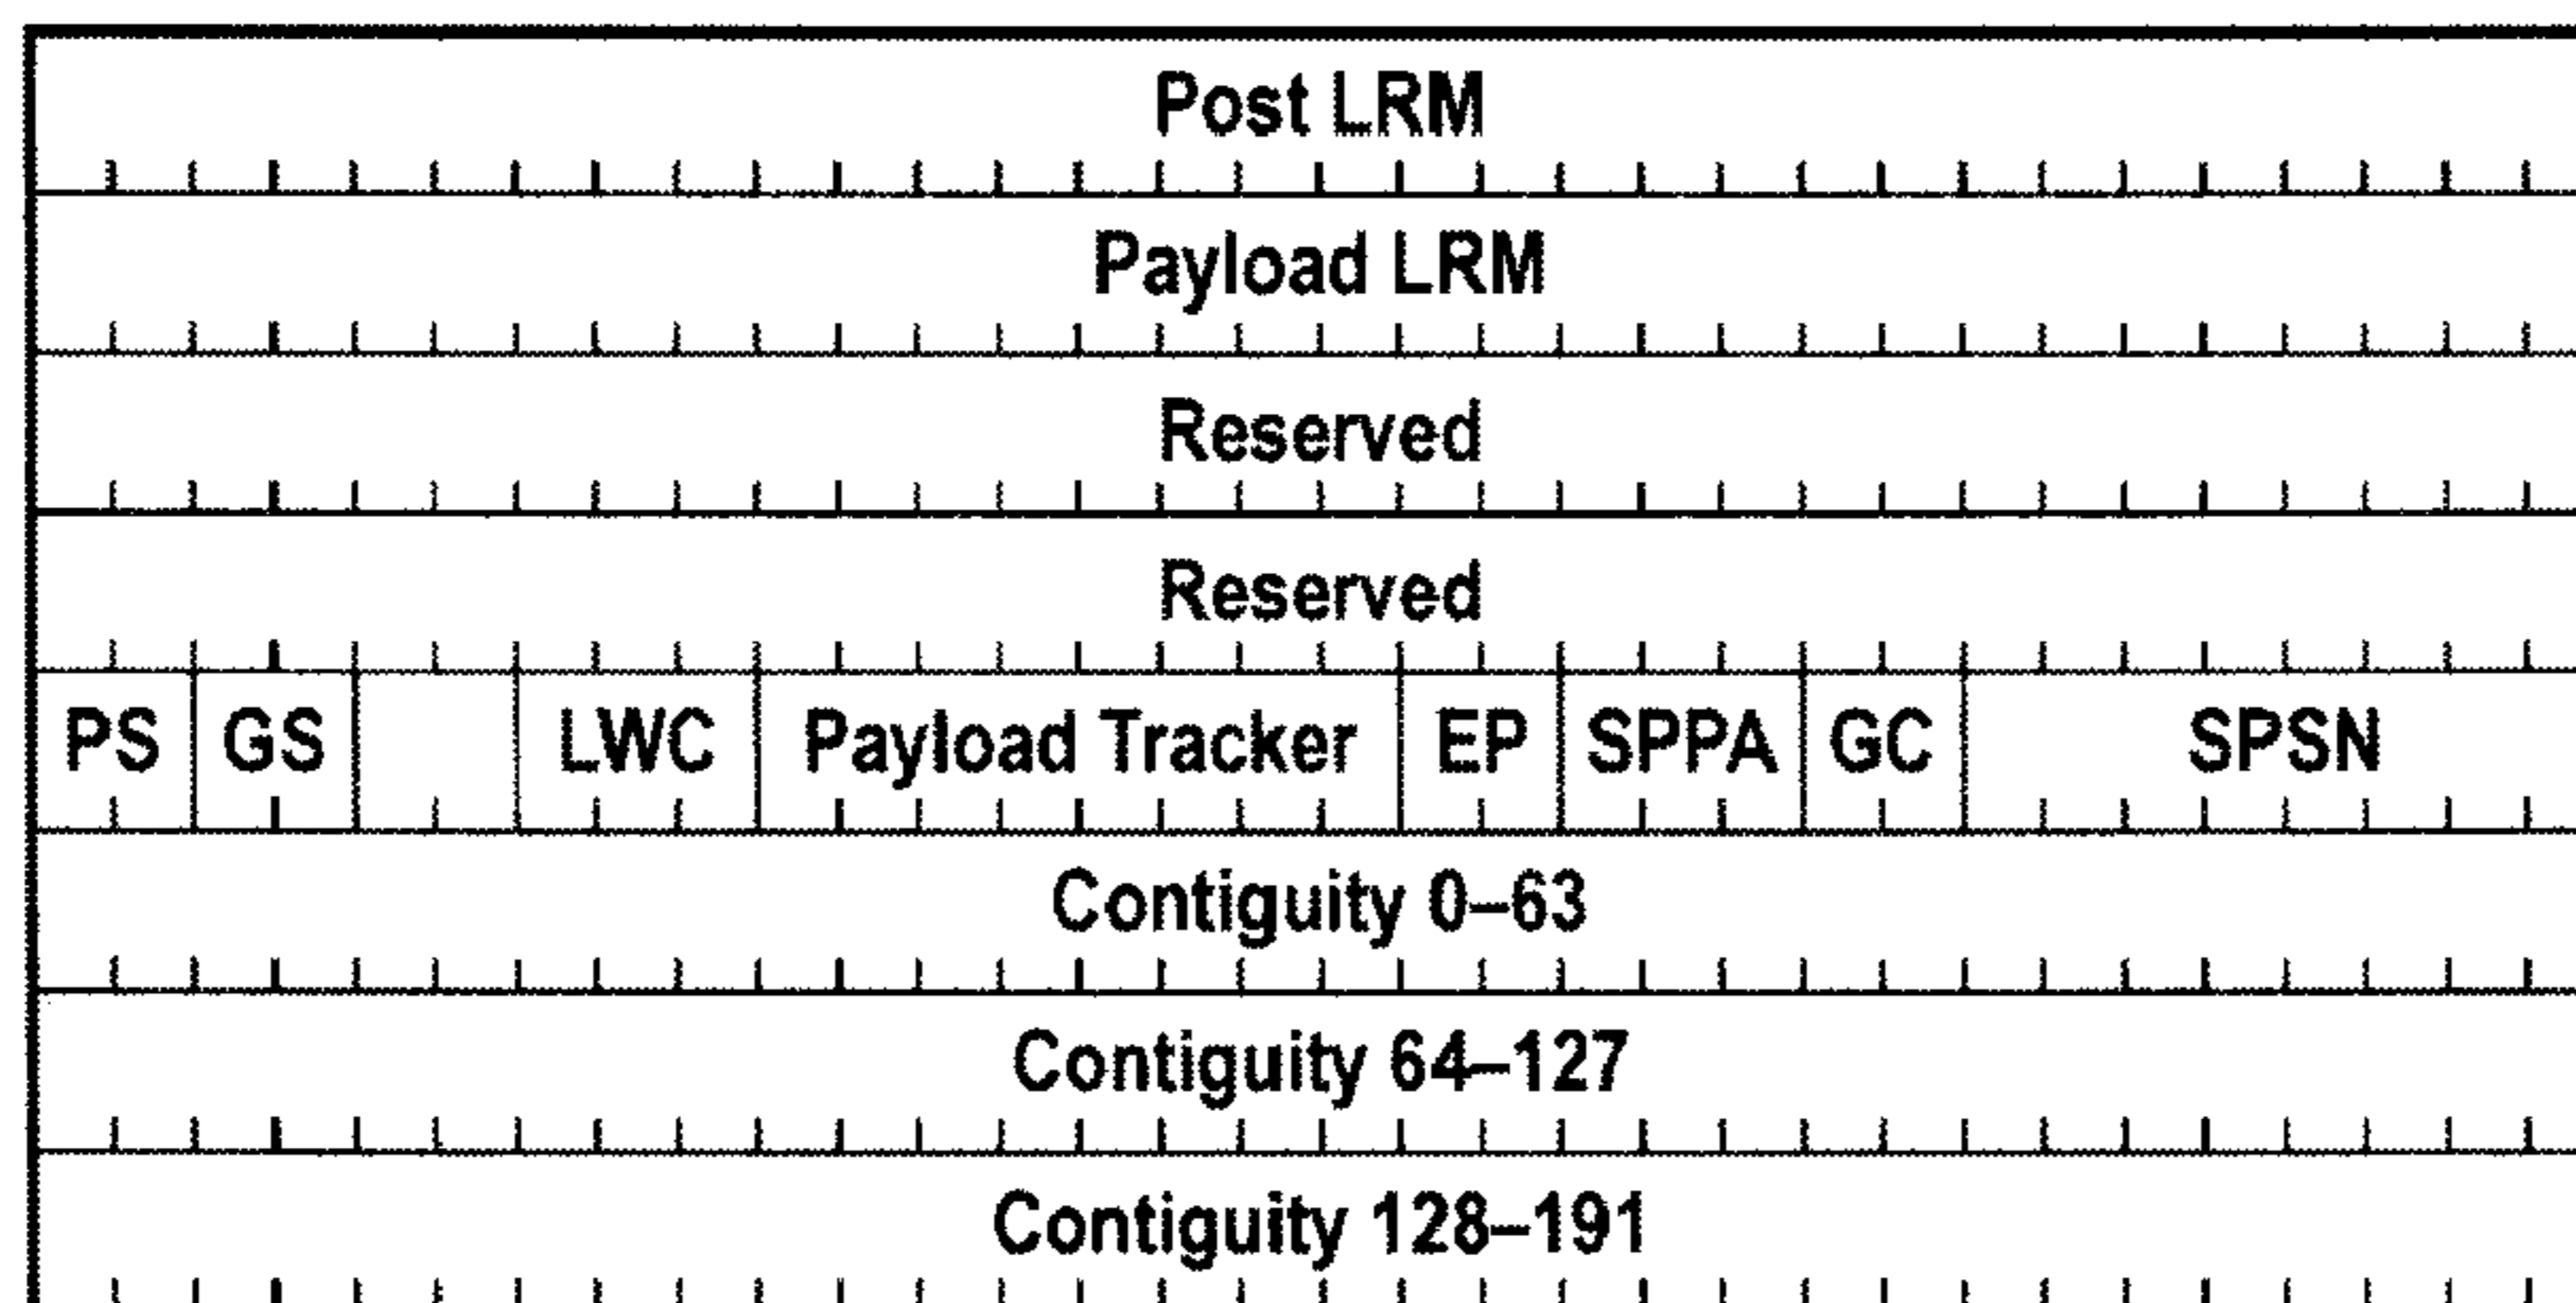 Post LRM
Payload LRM
Reserved
Reserved
PS GS LWC Payload Tracker EP SPPA GC SPSN
Contiguity 0–63
Contiguity 64–127
Contiguity 128–191